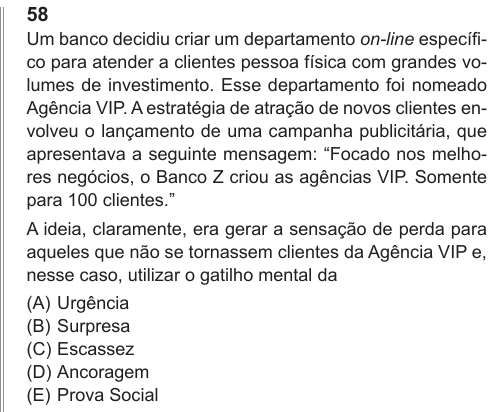 58
Um banco decidiu criar um departamento on-line específi-
co para atender a clientes pessoa física com grandes vo-
lumes de investimento. Esse departamento foi nomeado
Agência VIP. A estratégia de atração de novos clientes en-
volveu o lançamento de uma campanha publicitária, que
apresentava a seguinte mensagem: “Focado nos melho-
res negócios, o Banco Z criou as agências VIP. Somente
para 100 clientes.”
A ideia, claramente, era gerar a sensação de perda para
aqueles que não se tornassem clientes da Agência VIP e,
nesse caso, utilizar o gatilho mental da
(A) Urgência
(B) Surpresa
(C) Escassez
(D) Ancoragem
(E) Prova Social